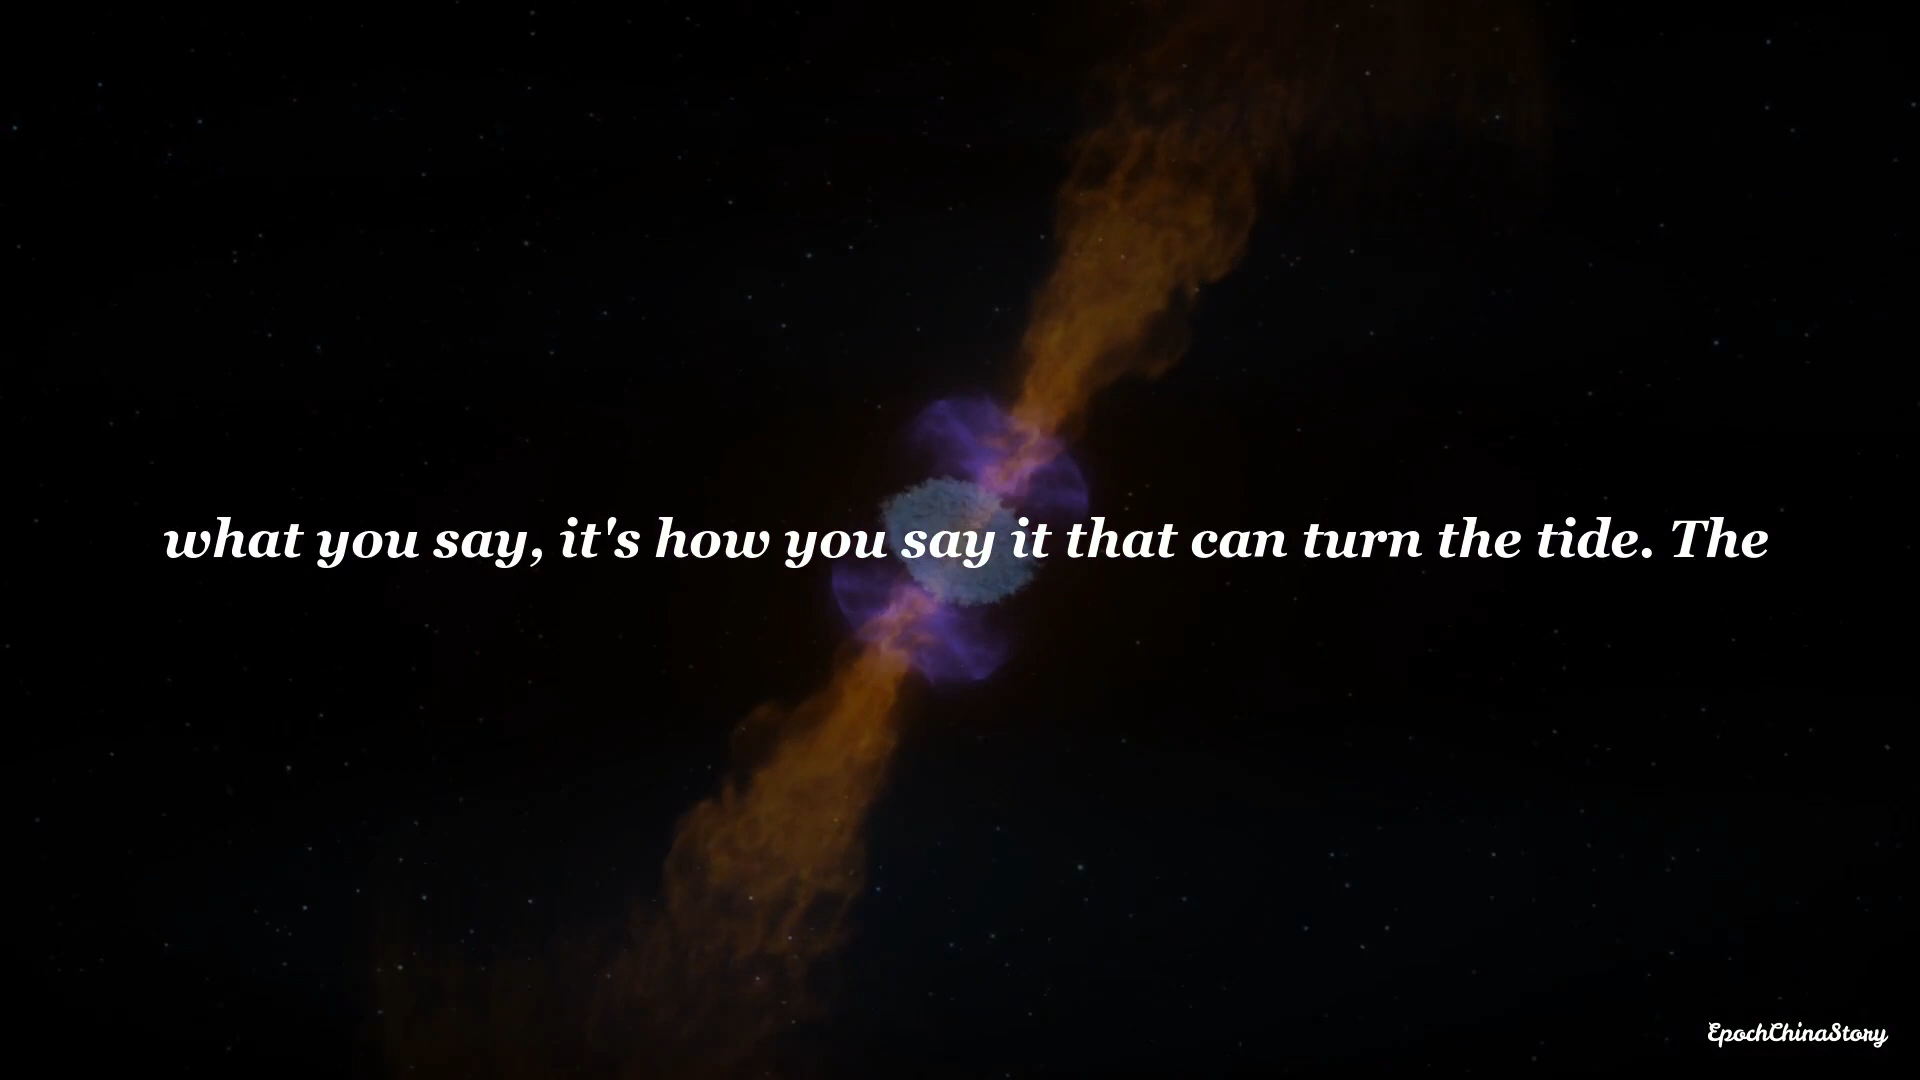 what you say, it's how you say it that can turn the tide. The
EpochChinaStory